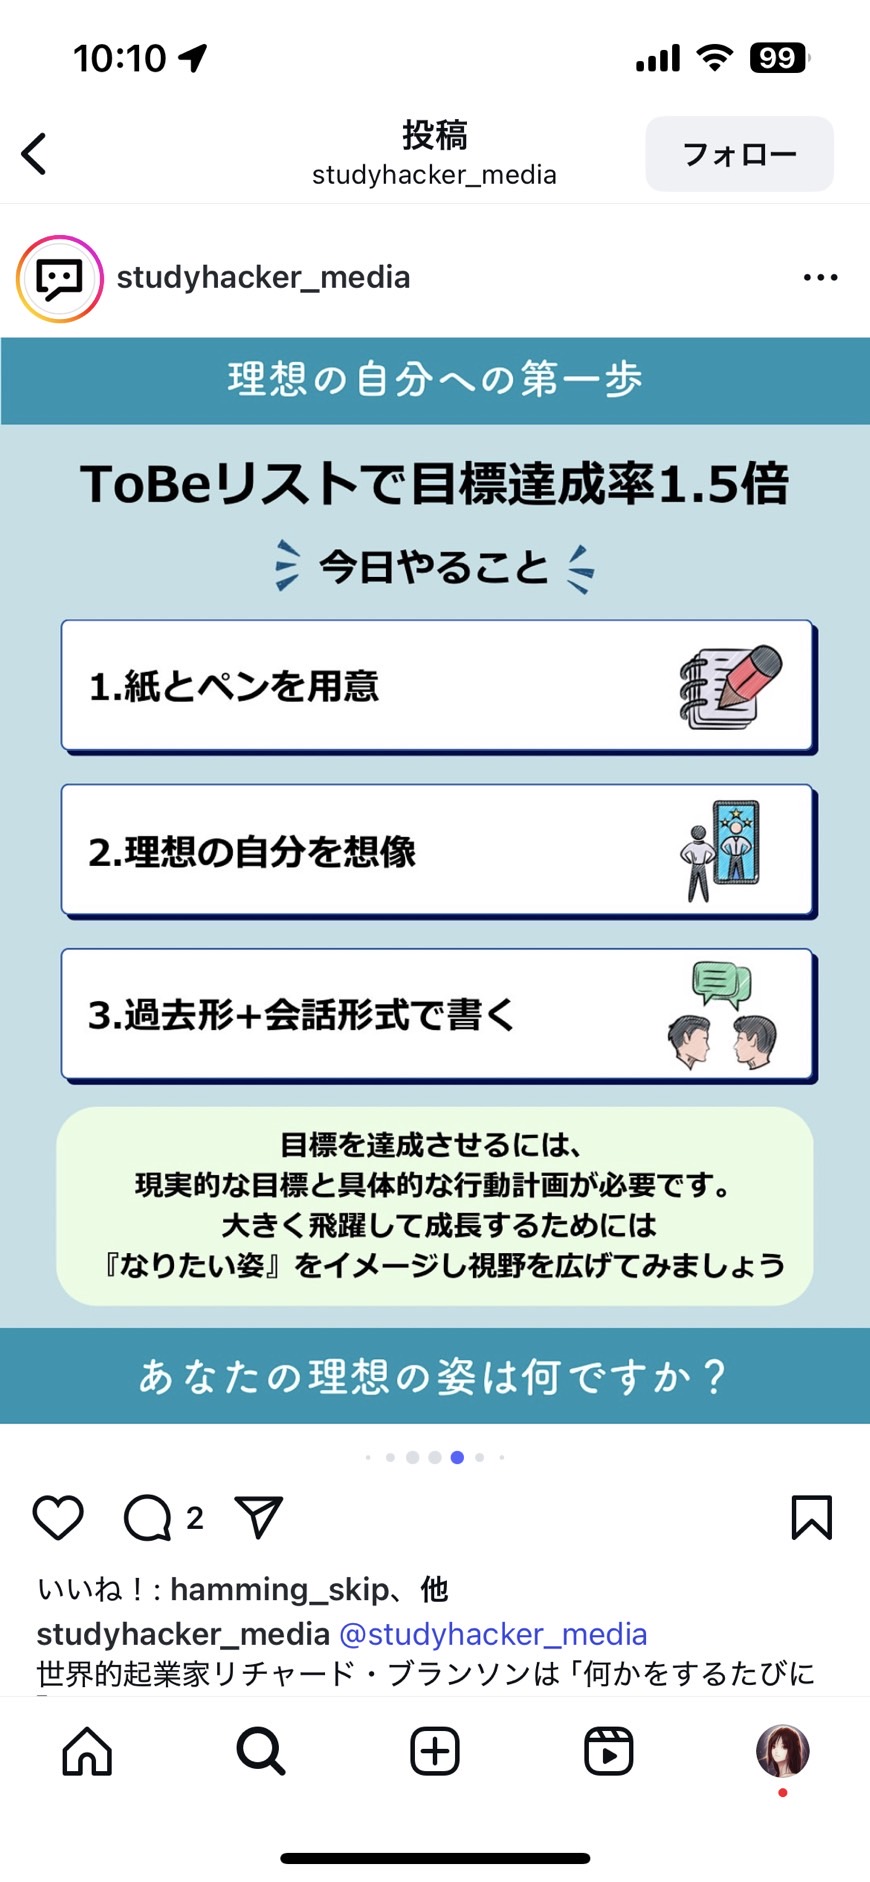 10:10
99
投稿
studyhacker_media
フォロー
studyhacker_media
理想の自分への第一歩
ToBeリストで目標達成率1.5倍
今日やること
1.紙とペンを用意
2.理想の自分を想像
3.過去形+会話形式で書く
目標を達成させるには、
現実的な目標と具体的な行動計画が必要です。
大きく飛躍して成長するためには
『なりたい姿』をイメージし視野を広げてみましょう
あなたの理想の姿は何ですか？
2
いいね！: hamming_skip、他
studyhacker_media @studyhacker_media
世界的起業家リチャード・ブランソンは「何かをするたびに